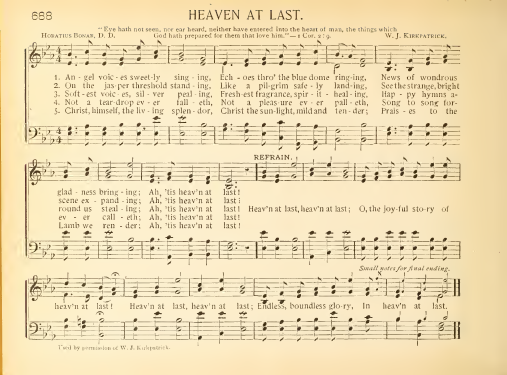 668
HEAVEN AT LAST.
"Eye hath not seen, nor ear heard, neither have entered into the heart of man, the things which
HORATIUS BONAR, D. D. God hath prepared for them that love him."—1 Cor. 2:9. W. J. KIRKPATRICK.
1. An - gel voic - es sweet-ly sing - ing, Ech - oes thro' the blue dome ring-ing, News of wondrous
2. On the jas per threshold stand - ing, Like a pil-grim safe - ly land-ing, See the strange, bright
3. Soft-est voic - es, sil - ver peal-ing, Fresh-est fragrance, spir - it - heal-ing, Hap - py hymns a-
4. Not a tear-drop ev - er fall - eth, Not a pleas-ure ev - er pall - eth, Song to song for-
5. Christ, himself, the liv - ing splen - dor, Christ the sun-light, mild and ten - der; Prais - es to the
glad - ness bring - ing; Ah, 'tis heav'n at last!
scene ex - pand - ing; Ah, 'tis heav'n at last!
round us steal - ing; Ah, 'tis heav'n at last!
ev - er call - eth; Ah, 'tis heav'n at last!
Lamb we ren - der; Ah, 'tis heav'n at last!
REFRAIN.
Heav'n at last, heav'n at last; O, the joy-ful sto-ry of
Small notes for final ending.
heav'n at last! Heav'n at last, heav'n at last; Endless, boundless glo-ry, In heav'n at last.
Used by permission of W. J. Kirkpatrick.